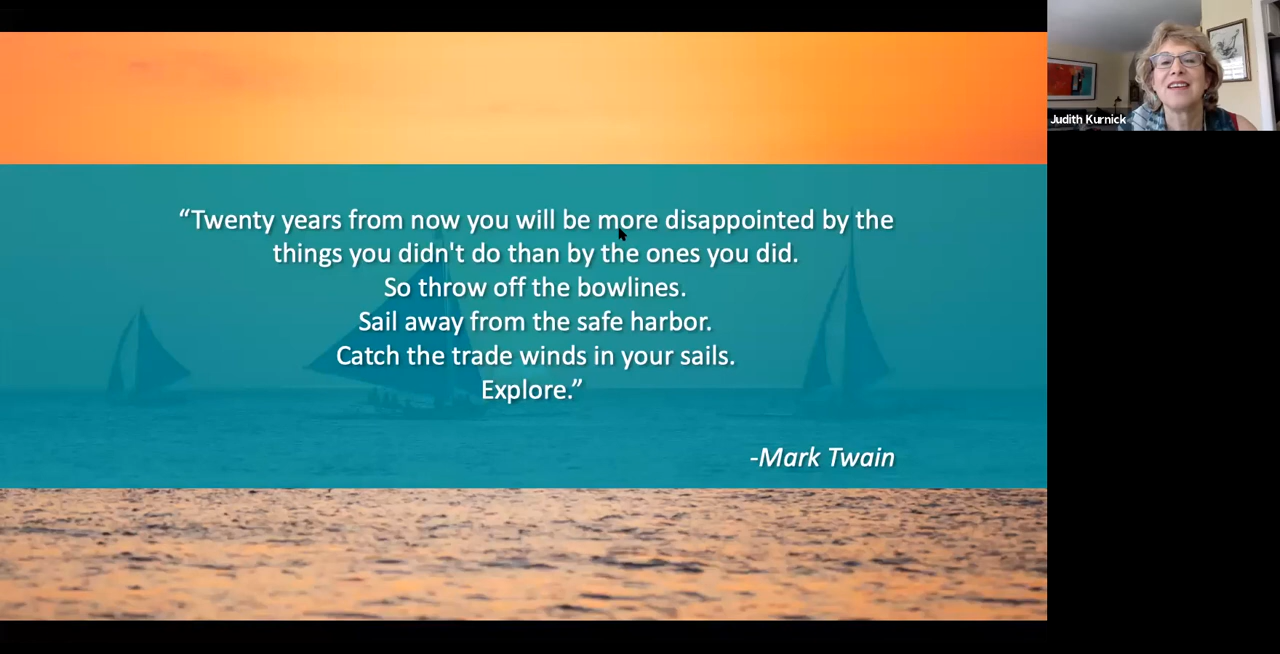 “Twenty years from now you will be more disappointed by the
things you didn't do than by the ones you did.
So throw off the bowlines.
Sail away from the safe harbor.
Catch the trade winds in your sails.
Explore.”
-Mark Twain
Judith Kurnick